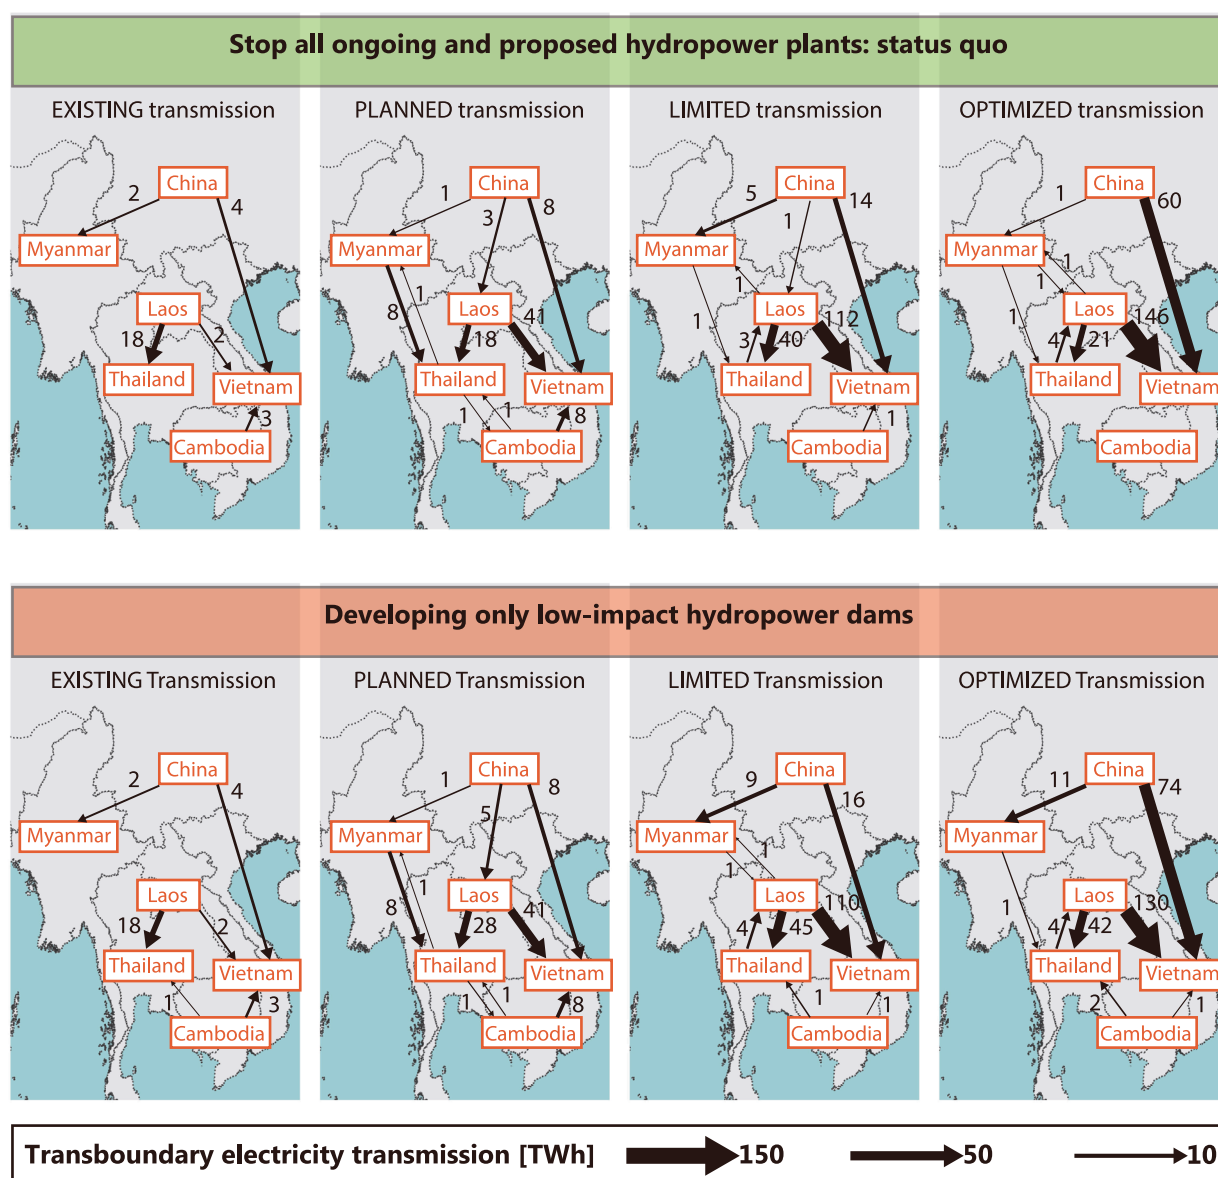 Stop all ongoing and proposed hydropower plants: status quo
EXISTING transmission
PLANNED transmission
LIMITED transmission
OPTIMIZED transmission
China
2
4
Myanmar
Laos
18
2
Thailand
Vietnam
3
Cambodia
China
1
3
8
Myanmar
8
1
Laos
18
41
Thailand
Vietnam
1
1
8
Cambodia
China
5
1
14
Myanmar
1
1
Laos
3
40
112
Thailand
Vietnam
1
Cambodia
China
1
60
Myanmar
1
1
1
Laos
4
21
146
Thailand
Vietnam
Cambodia
Developing only low-impact hydropower dams
EXISTING Transmission
PLANNED Transmission
LIMITED Transmission
OPTIMIZED Transmission
China
2
4
Myanmar
Laos
18
2
Thailand
Vietnam
1
3
Cambodia
China
1
5
8
Myanmar
8
1
Laos
28
41
Thailand
Vietnam
1
1
8
Cambodia
China
9
16
Myanmar
1
1
Laos
4
45
110
Thailand
Vietnam
1
1
Cambodia
China
11
74
Myanmar
1
Laos
4
42
130
Thailand
Vietnam
2
1
Cambodia
Transboundary electricity transmission [TWh]
150
50
10